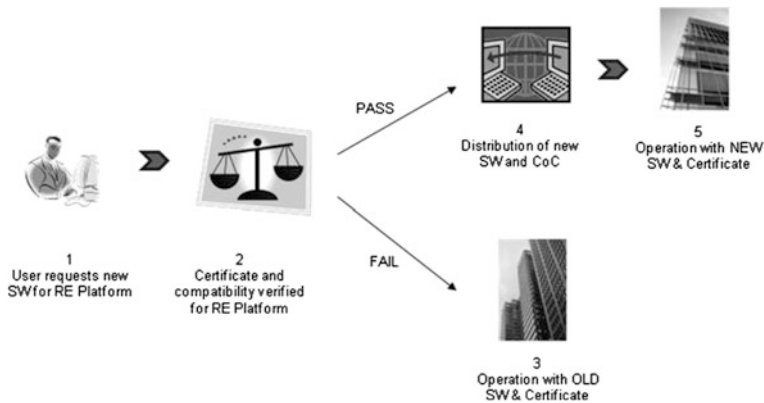 1
User requests new
SW for RE Platform
2
Certificate and
compatibility verified
for RE Platform
PASS
FAIL
4
Distribution of new
SW and CoC
5
Operation with NEW
SW & Certificate
3
Operation with OLD
SW & Certificate